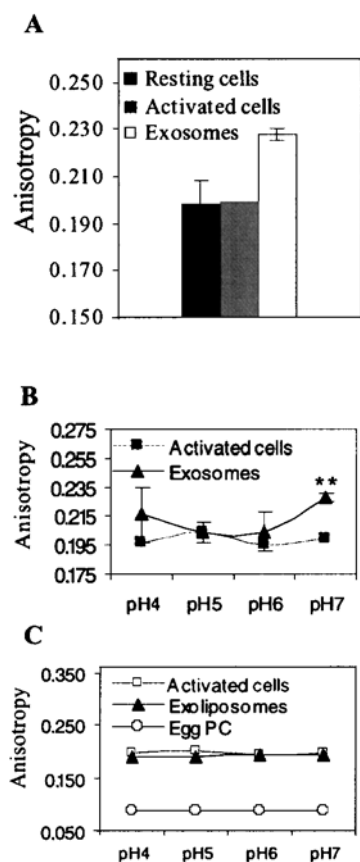 A
Anisotropy
0.250
0.230
0.210
0.190
0.170
0.150
Resting cells
Activated cells
Exosomes
B
Anisotropy
0.275
0.255
0.235
0.215
0.195
0.175
Activated cells
Exosomes
**
pH4 pH5 pH6 pH7
C
Anisotropy
0.350
0.250
0.150
0.050
Activated cells
Exoliposomes
Egg PC
pH4 pH5 pH6 pH7